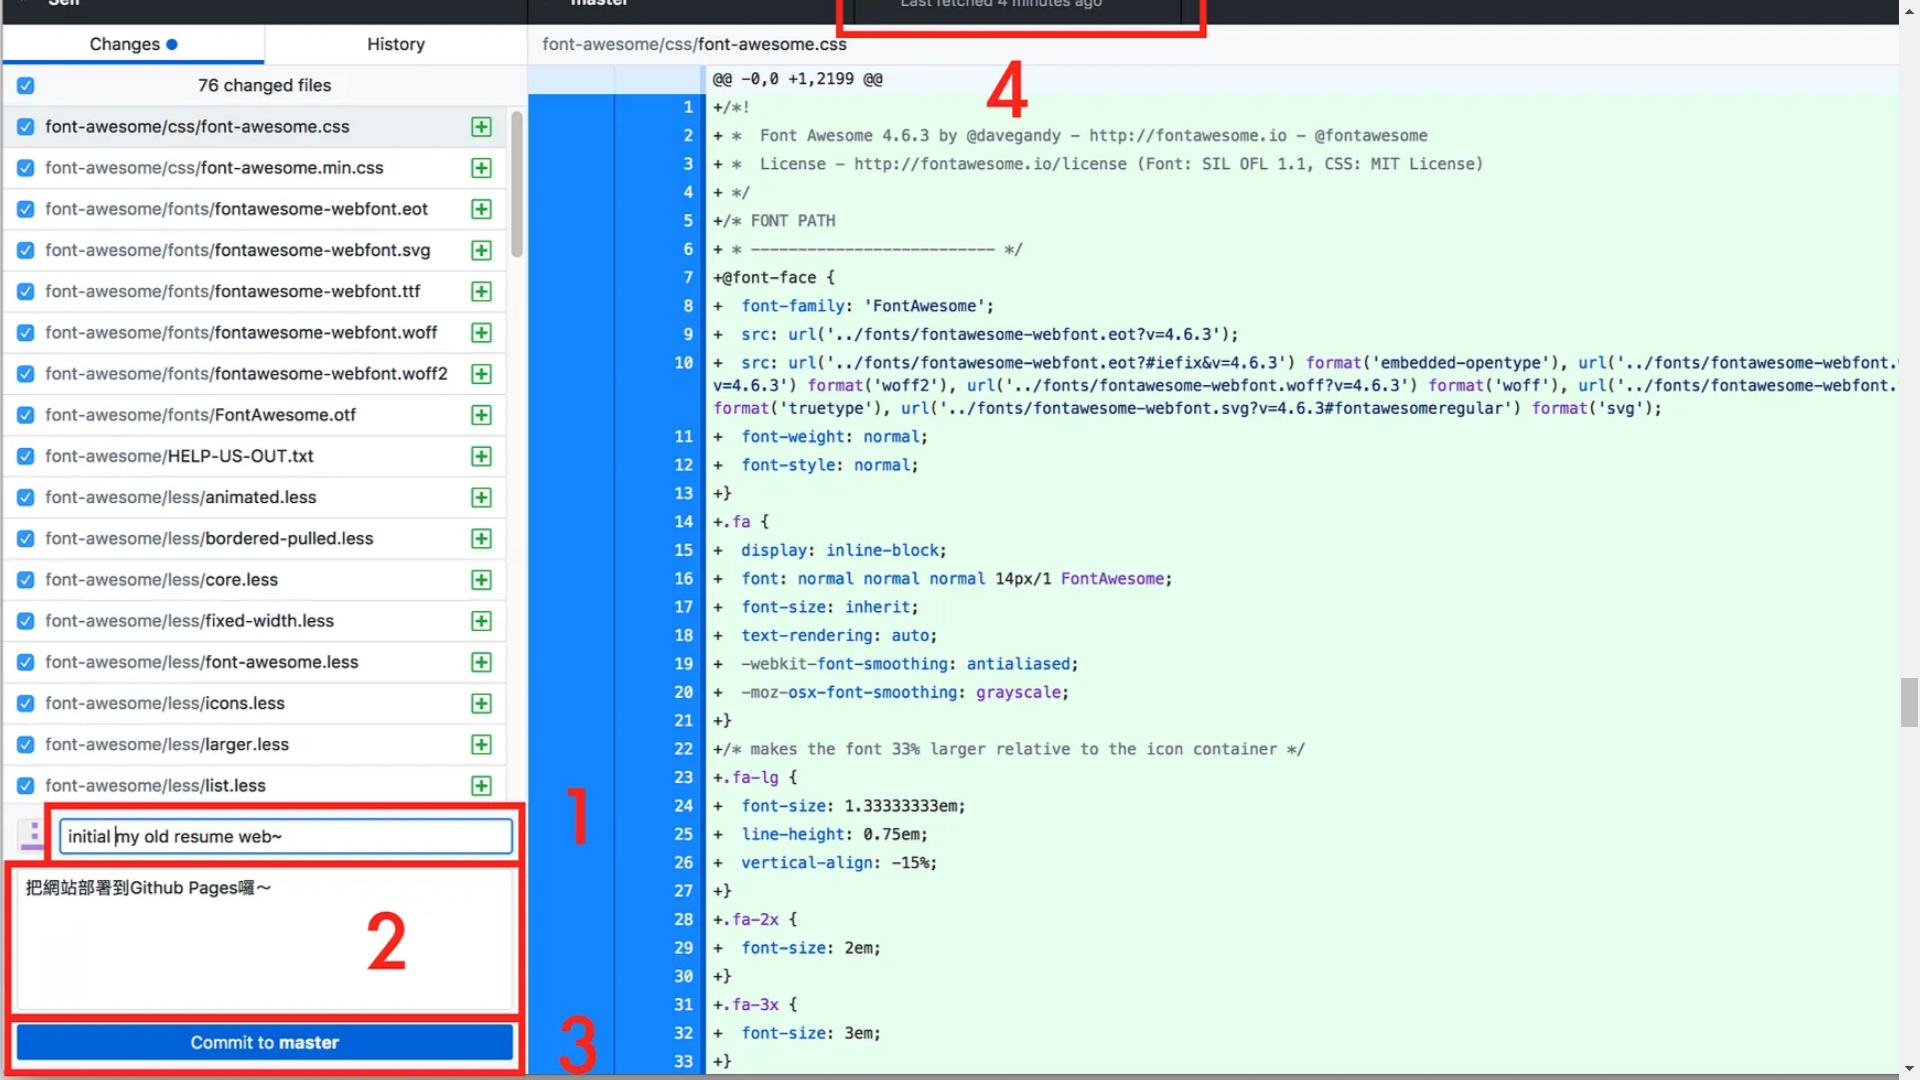 Self
master
Last fetched 4 minutes ago
Changes
History
font-awesome/css/font-awesome.css
76 changed files
font-awesome/css/font-awesome.css
font-awesome/css/font-awesome.min.css
font-awesome/fonts/fontawesome-webfont.eot
font-awesome/fonts/fontawesome-webfont.svg
font-awesome/fonts/fontawesome-webfont.ttf
font-awesome/fonts/fontawesome-webfont.woff
font-awesome/fonts/fontawesome-webfont.woff2
font-awesome/fonts/FontAwesome.otf
font-awesome/HELP-US-OUT.txt
font-awesome/less/animated.less
font-awesome/less/bordered-pulled.less
font-awesome/less/core.less
font-awesome/less/fixed-width.less
font-awesome/less/font-awesome.less
font-awesome/less/icons.less
font-awesome/less/larger.less
font-awesome/less/list.less
initial my old resume web~
1
把網站部署到Github Pages囉～
2
Commit to master
3
4
@@ -0,0 +1,2199 @@
1 +/*!
2 + *  Font Awesome 4.6.3 by @davegandy - http://fontawesome.io - @fontawesome
3 + *  License - http://fontawesome.io/license (Font: SIL OFL 1.1, CSS: MIT License)
4 + */
5 +/* FONT PATH
6 + * -------------------------- */
7 +@font-face {
8 +  font-family: 'FontAwesome';
9 +  src: url('../fonts/fontawesome-webfont.eot?v=4.6.3');
10 +  src: url('../fonts/fontawesome-webfont.eot?#iefix&v=4.6.3') format('embedded-opentype'), url('../fonts/fontawesome-webfont.
v=4.6.3') format('woff2'), url('../fonts/fontawesome-webfont.woff?v=4.6.3') format('woff'), url('../fonts/fontawesome-webfont.
format('truetype'), url('../fonts/fontawesome-webfont.svg?v=4.6.3#fontawesomeregular') format('svg');
11 +  font-weight: normal;
12 +  font-style: normal;
13 +}
14 +.fa {
15 +  display: inline-block;
16 +  font: normal normal normal 14px/1 FontAwesome;
17 +  font-size: inherit;
18 +  text-rendering: auto;
19 +  -webkit-font-smoothing: antialiased;
20 +  -moz-osx-font-smoothing: grayscale;
21 +}
22 +/* makes the font 33% larger relative to the icon container */
23 +.fa-lg {
24 +  font-size: 1.33333333em;
25 +  line-height: 0.75em;
26 +  vertical-align: -15%;
27 +}
28 +.fa-2x {
29 +  font-size: 2em;
30 +}
31 +.fa-3x {
32 +  font-size: 3em;
33 +}